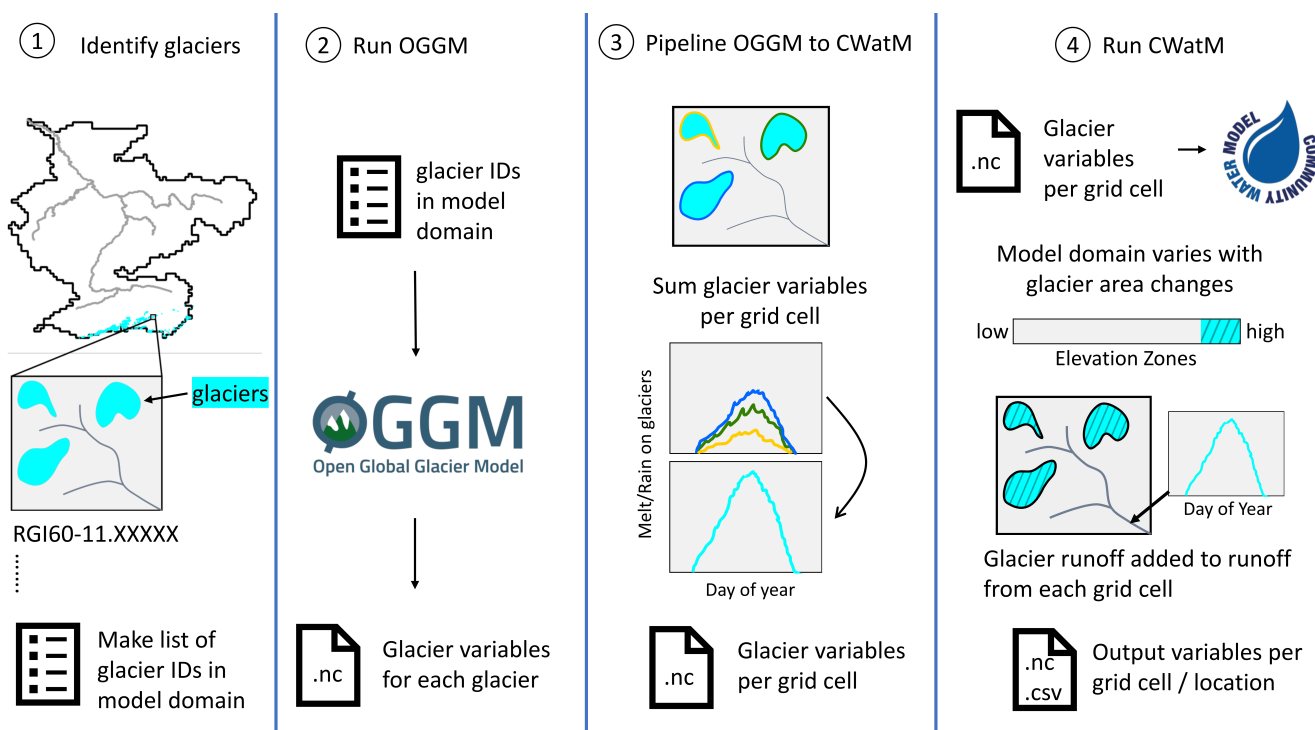 1 Identify glaciers
glaciers
RGI60-11.XXXXX
Make list of
glacier IDs in
model domain
2 Run OGGM
glacier IDs
in model
domain
OGGM
Open Global Glacier Model
.nc
Glacier variables
for each glacier
3 Pipeline OGGM to CWatM
Sum glacier variables
per grid cell
Melt/Rain on glaciers
Day of year
.nc
Glacier variables
per grid cell
4 Run CWatM
.nc
Glacier
variables
per grid cell
COMMUNITY WATER MODEL
Model domain varies with
glacier area changes
low
high
Elevation Zones
Day of Year
Glacier runoff added to runoff
from each grid cell
.nc
.csv
Output variables per
grid cell / location